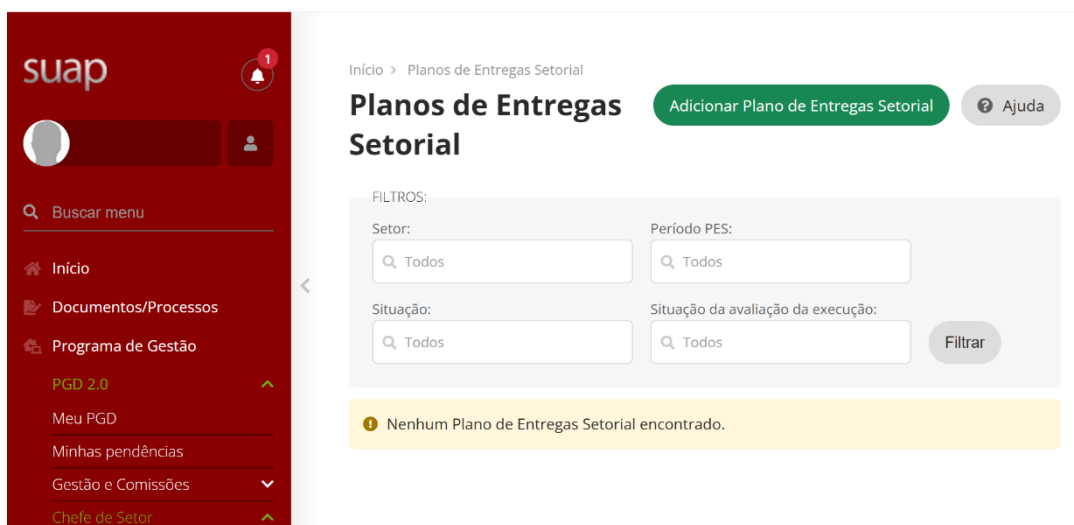 suap
1
Buscar menu
Início
Documentos/Processos
Programa de Gestão
PGD 2.0
Meu PGD
Minhas pendências
Gestão e Comissões
Chefe de Setor
Início > Planos de Entregas Setorial
Planos de Entregas
Setorial
Adicionar Plano de Entregas Setorial
Ajuda
FILTROS:
Setor:
Período PES:
Todos
Todos
Situação:
Situação da avaliação da execução:
Todos
Todos
Filtrar
Nenhum Plano de Entregas Setorial encontrado.